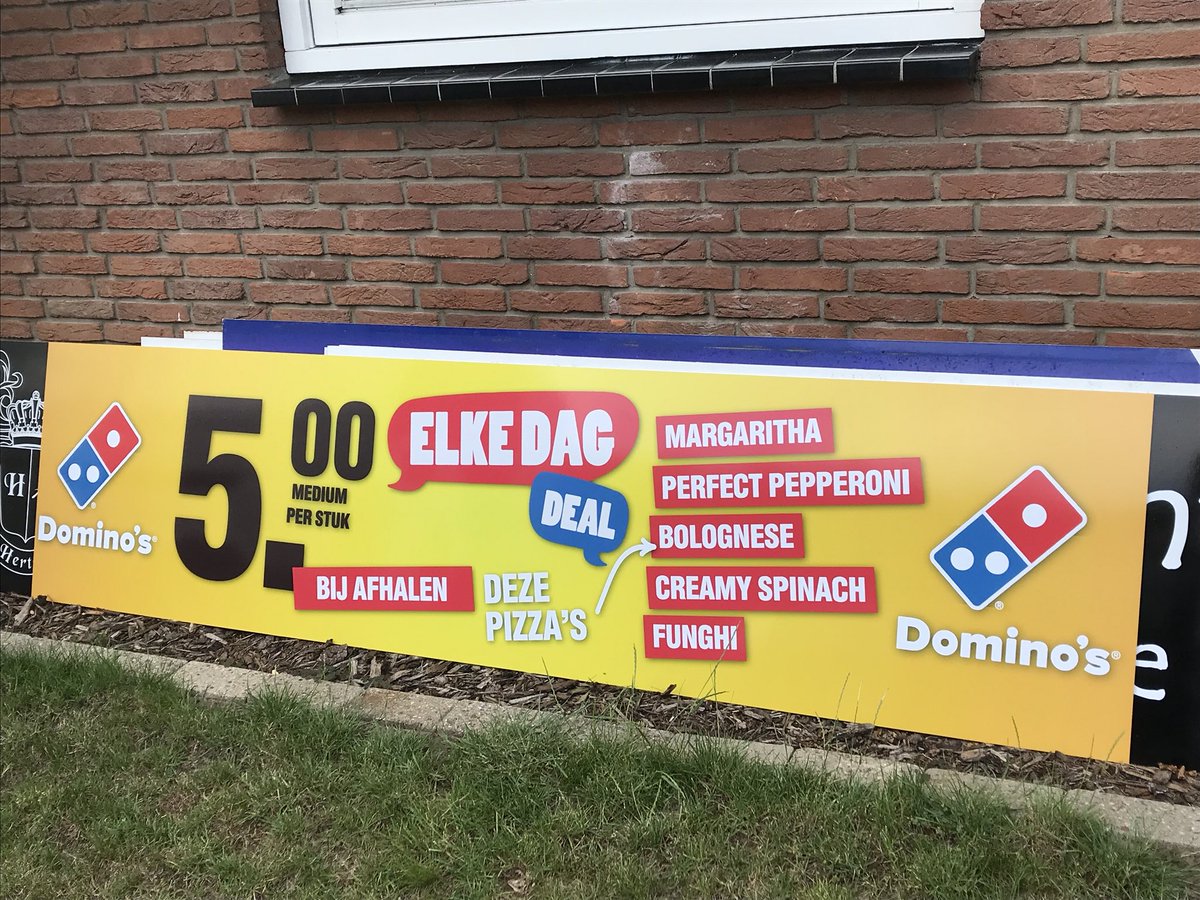 Domino's®
5.00
MEDIUM
PER STUK
BIJ AFHALEN
ELKE DAG
DEAL
DEZE
PIZZA'S
MARGARITHA
PERFECT PEPPERONI
BOLOGNESE
CREAMY SPINACH
FUNGHI
Domino's®